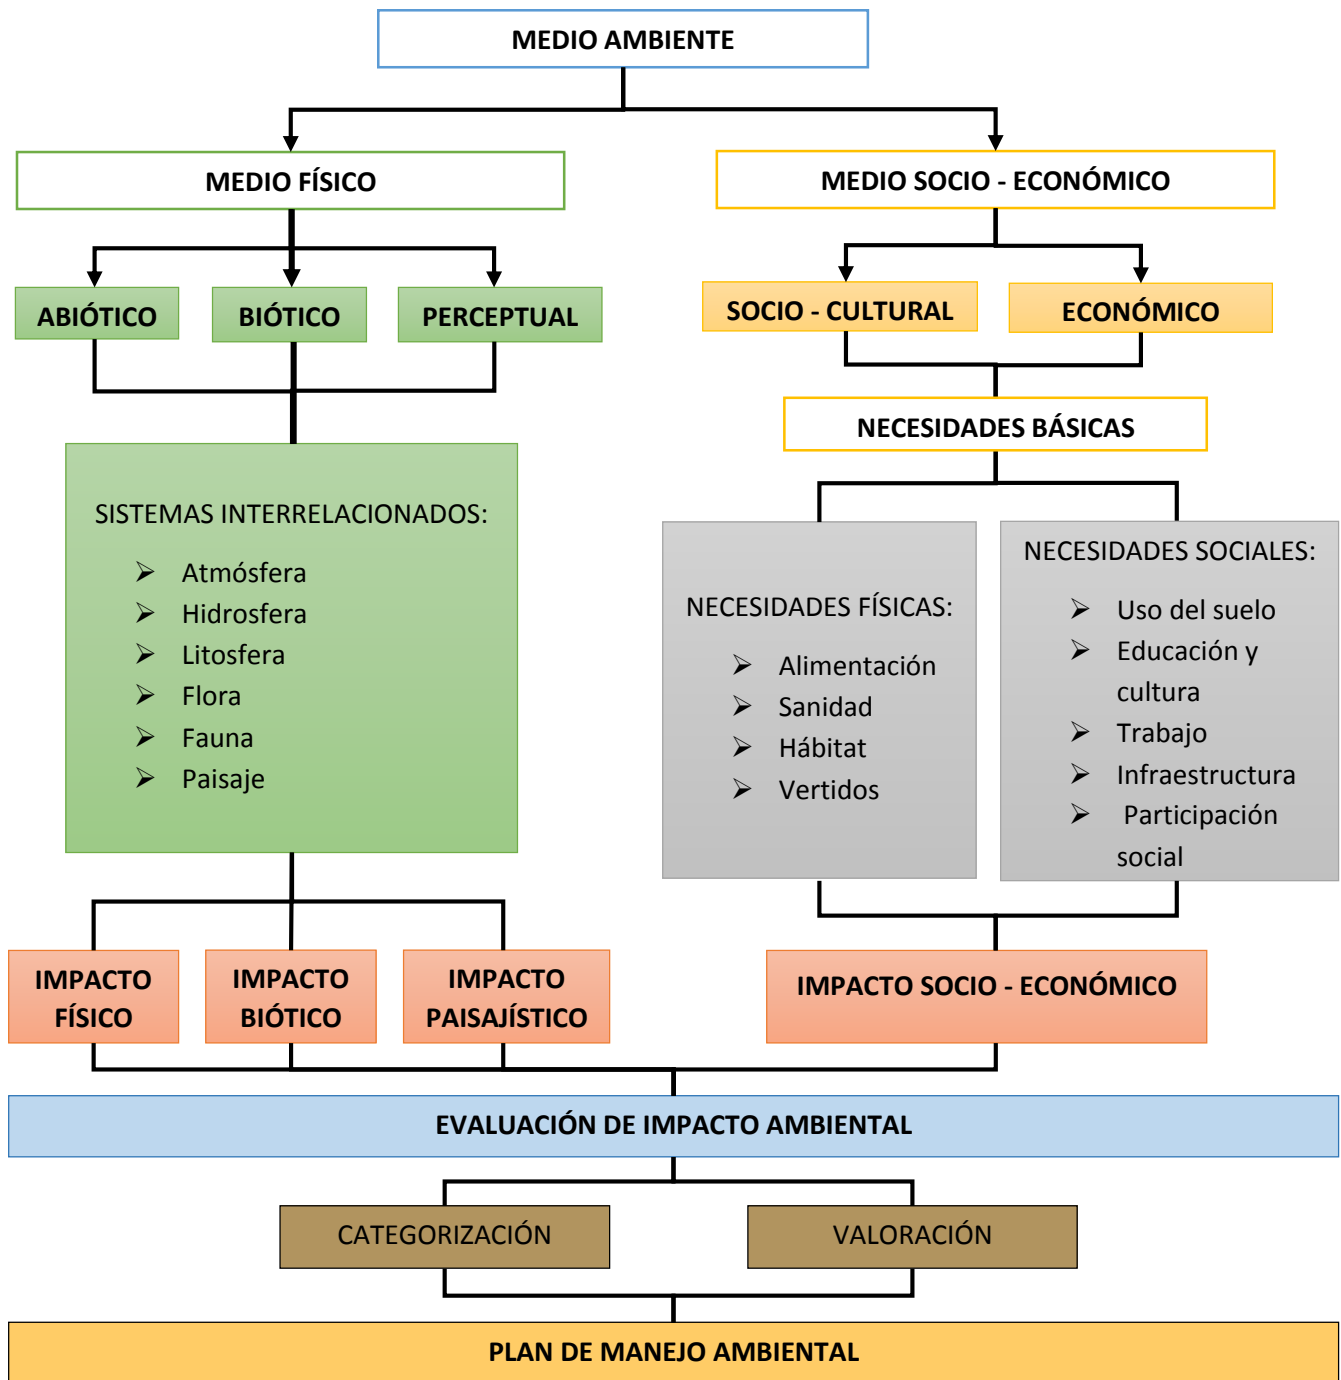 MEDIO AMBIENTE
MEDIO FÍSICO
MEDIO SOCIO - ECONÓMICO
ABIÓTICO
BIÓTICO
PERCEPTUAL
SOCIO - CULTURAL
ECONÓMICO
NECESIDADES BÁSICAS
SISTEMAS INTERRELACIONADOS:
➢ Atmósfera
➢ Hidrosfera
➢ Litosfera
➢ Flora
➢ Fauna
➢ Paisaje
NECESIDADES FÍSICAS:
➢ Alimentación
➢ Sanidad
➢ Hábitat
➢ Vertidos
NECESIDADES SOCIALES:
➢ Uso del suelo
➢ Educación y
cultura
➢ Trabajo
➢ Infraestructura
➢ Participación
social
IMPACTO
FÍSICO
IMPACTO
BIÓTICO
IMPACTO
PAISAJÍSTICO
IMPACTO SOCIO - ECONÓMICO
EVALUACIÓN DE IMPACTO AMBIENTAL
CATEGORIZACIÓN
VALORACIÓN
PLAN DE MANEJO AMBIENTAL